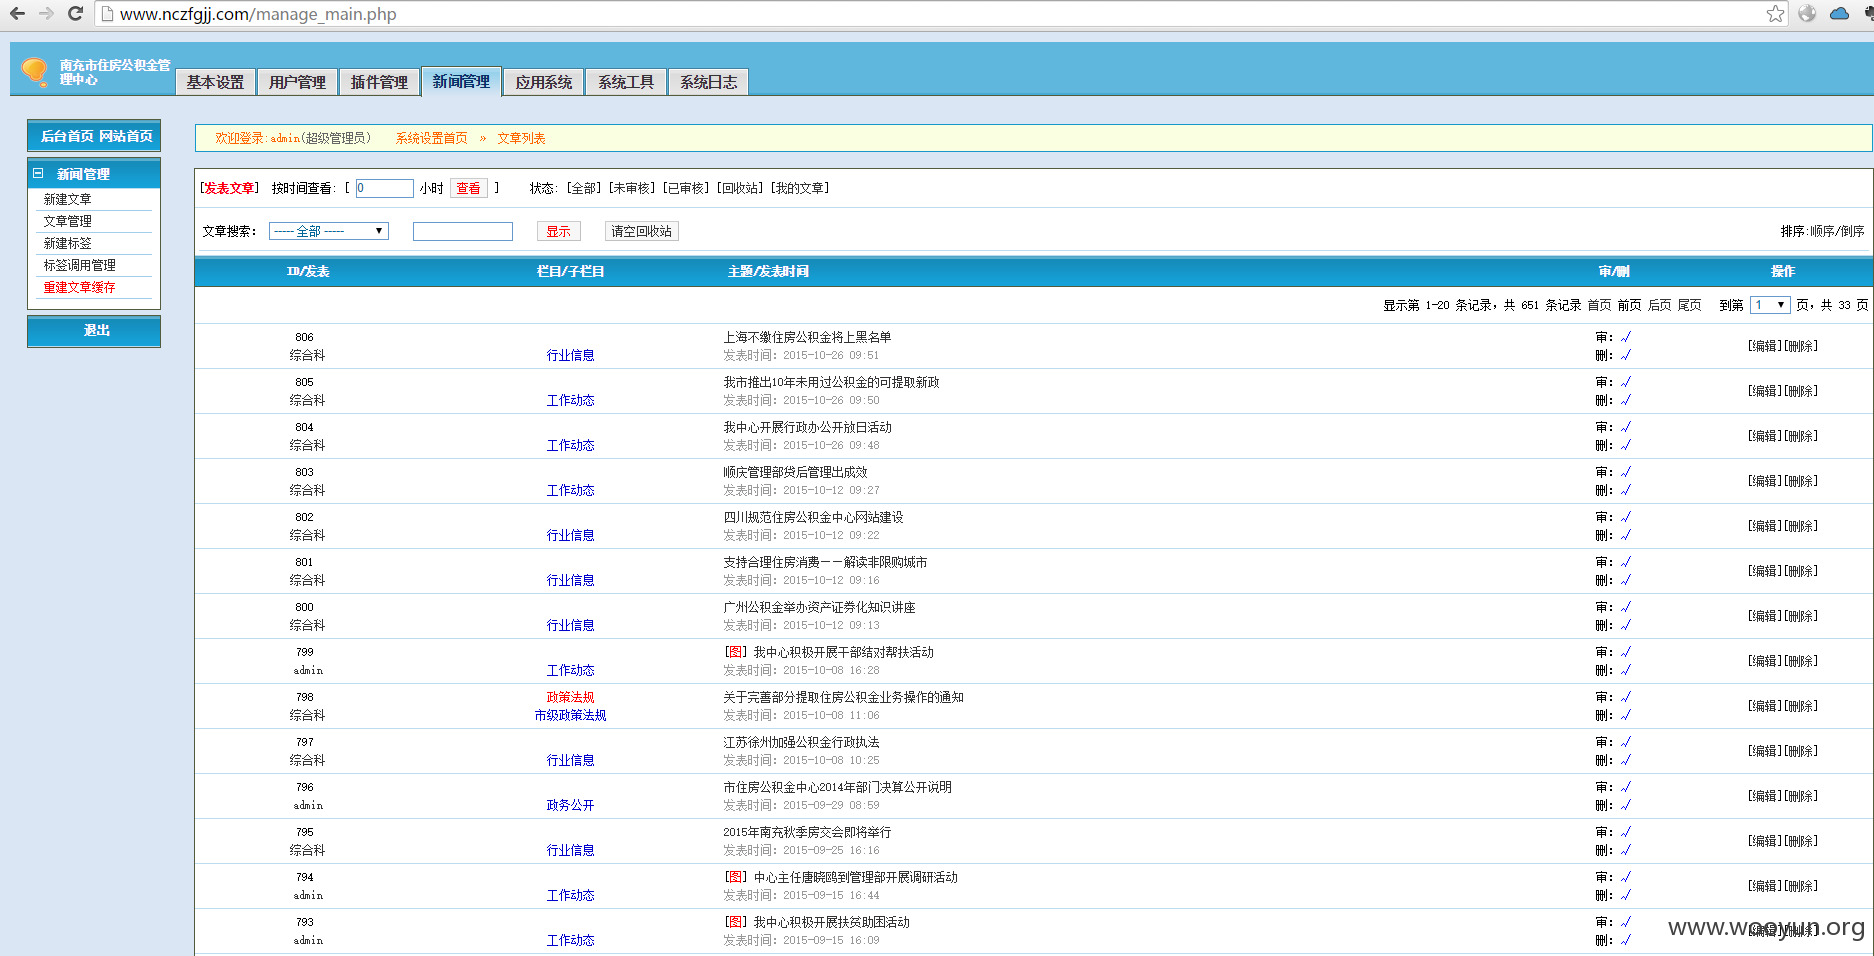 www.nczfgjj.com/manage_main.php
南充市住房公积金管
理中心
基本设置 用户管理 插件管理 新闻管理 应用系统 系统工具 系统日志
后台首页 网站首页
新闻管理
新建文章
文章管理
新建标签
标签调用管理
重建文章缓存
退出
欢迎登录:admin(超级管理员) 系统设置首页 » 文章列表
[发表文章] 按时间查看: [ 0 小时 查看 ] 状态: [全部] [未审核] [已审核] [回收站] [我的文章]
文章搜索: ----- 全部 ----- 显示 请空回收站 排序:顺序/倒序
ID/发表 栏目/子栏目 主题/发表时间 审/删 操作
显示第 1-20 条记录，共 651 条记录 首页 前页 后页 尾页 到第 1 页，共 33 页
806 上海不缴住房公积金将上黑名单 审: √
综合科 行业信息 发表时间: 2015-10-26 09:51 删: √ [编辑][删除]
805 我市推出10年未用过公积金的可提取新政 审: √
综合科 工作动态 发表时间: 2015-10-26 09:50 删: √ [编辑][删除]
804 我中心开展行政办公开放日活动 审: √
综合科 工作动态 发表时间: 2015-10-26 09:48 删: √ [编辑][删除]
803 顺庆管理部贷后管理出成效 审: √
综合科 工作动态 发表时间: 2015-10-12 09:27 删: √ [编辑][删除]
802 四川规范住房公积金中心网站建设 审: √
综合科 行业信息 发表时间: 2015-10-12 09:22 删: √ [编辑][删除]
801 支持合理住房消费——解读非限购城市 审: √
综合科 行业信息 发表时间: 2015-10-12 09:16 删: √ [编辑][删除]
800 广州公积金举办资产证券化知识讲座 审: √
综合科 行业信息 发表时间: 2015-10-12 09:13 删: √ [编辑][删除]
799 [图] 我中心积极开展干部结对帮扶活动 审: √
admin 工作动态 发表时间: 2015-10-08 16:28 删: √ [编辑][删除]
798 政策法规 关于完善部分提取住房公积金业务操作的通知 审: √
综合科 市级政策法规 发表时间: 2015-10-08 11:06 删: √ [编辑][删除]
797 江苏徐州加强公积金行政执法 审: √
综合科 行业信息 发表时间: 2015-10-08 10:25 删: √ [编辑][删除]
796 市住房公积金中心2014年部门决算公开说明 审: √
admin 政务公开 发表时间: 2015-09-29 08:59 删: √ [编辑][删除]
795 2015年南充秋季房交会即将举行 审: √
综合科 行业信息 发表时间: 2015-09-25 16:16 删: √ [编辑][删除]
794 [图] 中心主任唐晓鸥到管理部开展调研活动 审: √
admin 工作动态 发表时间: 2015-09-15 16:44 删: √ [编辑][删除]
793 [图] 我中心积极开展扶贫助困活动 审: √
admin 工作动态 发表时间: 2015-09-15 16:09 删: √ [编辑][删除]
www.wooyun.org